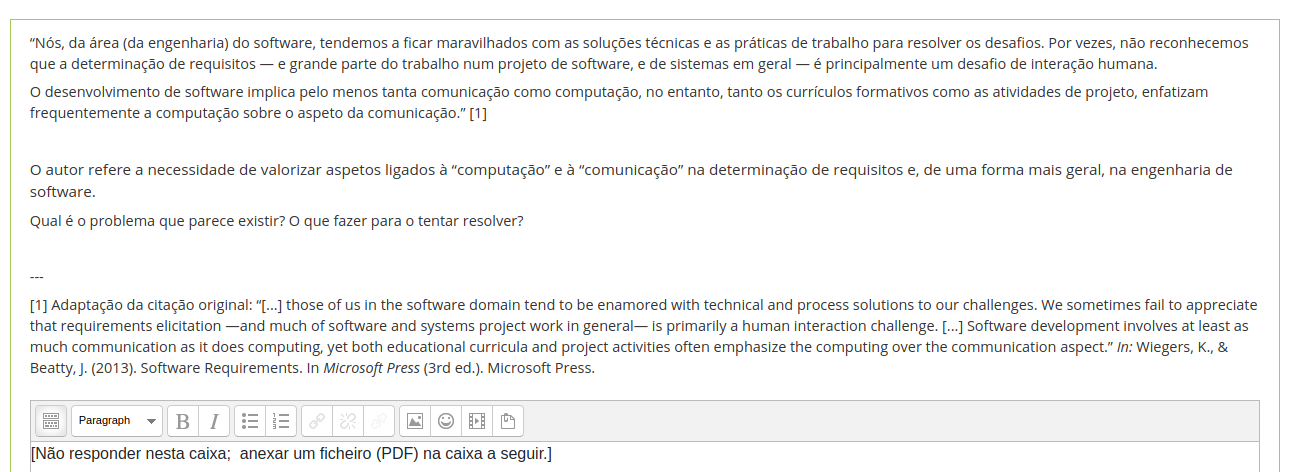 “Nós, da área (da engenharia) do software, tendemos a ficar maravilhados com as soluções técnicas e as práticas de trabalho para resolver os desafios. Por vezes, não reconhecemos
que a determinação de requisitos — e grande parte do trabalho num projeto de software, e de sistemas em geral — é principalmente um desafio de interação humana.
O desenvolvimento de software implica pelo menos tanta comunicação como computação, no entanto, tanto os currículos formativos como as atividades de projeto, enfatizam
frequentemente a computação sobre o aspeto da comunicação.” [1]
O autor refere a necessidade de valorizar aspetos ligados à “computação” e à “comunicação” na determinação de requisitos e, de uma forma mais geral, na engenharia de
software.
Qual é o problema que parece existir? O que fazer para o tentar resolver?
---
[1] Adaptação da citação original: “[...] those of us in the software domain tend to be enamored with technical and process solutions to our challenges. We sometimes fail to appreciate
that requirements elicitation —and much of software and systems project work in general— is primarily a human interaction challenge. [...] Software development involves at least as
much communication as it does computing, yet both educational curricula and project activities often emphasize the computing over the communication aspect.” In: Wiegers, K., &
Beatty, J. (2013). Software Requirements. In Microsoft Press (3rd ed.). Microsoft Press.
Paragraph B I
[Não responder nesta caixa;  anexar um ficheiro (PDF) na caixa a seguir.]